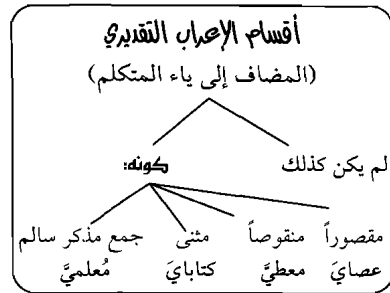 أقسام الإعراب التقديري
(المضاف إلى ياء المتكلم)
لم يكن كذلك
كونه:
مقصوراً منقوصاً مثنى جمع مذكر سالم
عصايَ معطيَّ كتابايَ مُعلميَّ